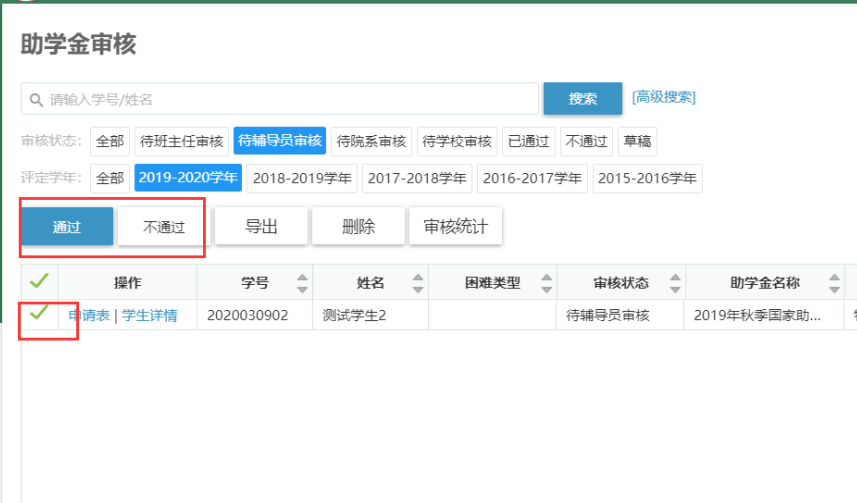 助学金审核
请输入学号/姓名 搜索 [高级搜索]
审核状态: 全部 待班主任审核 待辅导员审核 待院系审核 待学校审核 已通过 不通过 草稿
评定学年: 全部 2019-2020学年 2018-2019学年 2017-2018学年 2016-2017学年 2015-2016学年
通过 不通过 导出 删除 审核统计
操作 学号 姓名 困难类型 审核状态 助学金名称
申请表 | 学生详情 2020030902 测试学生2 待辅导员审核 2019年秋季国家助...